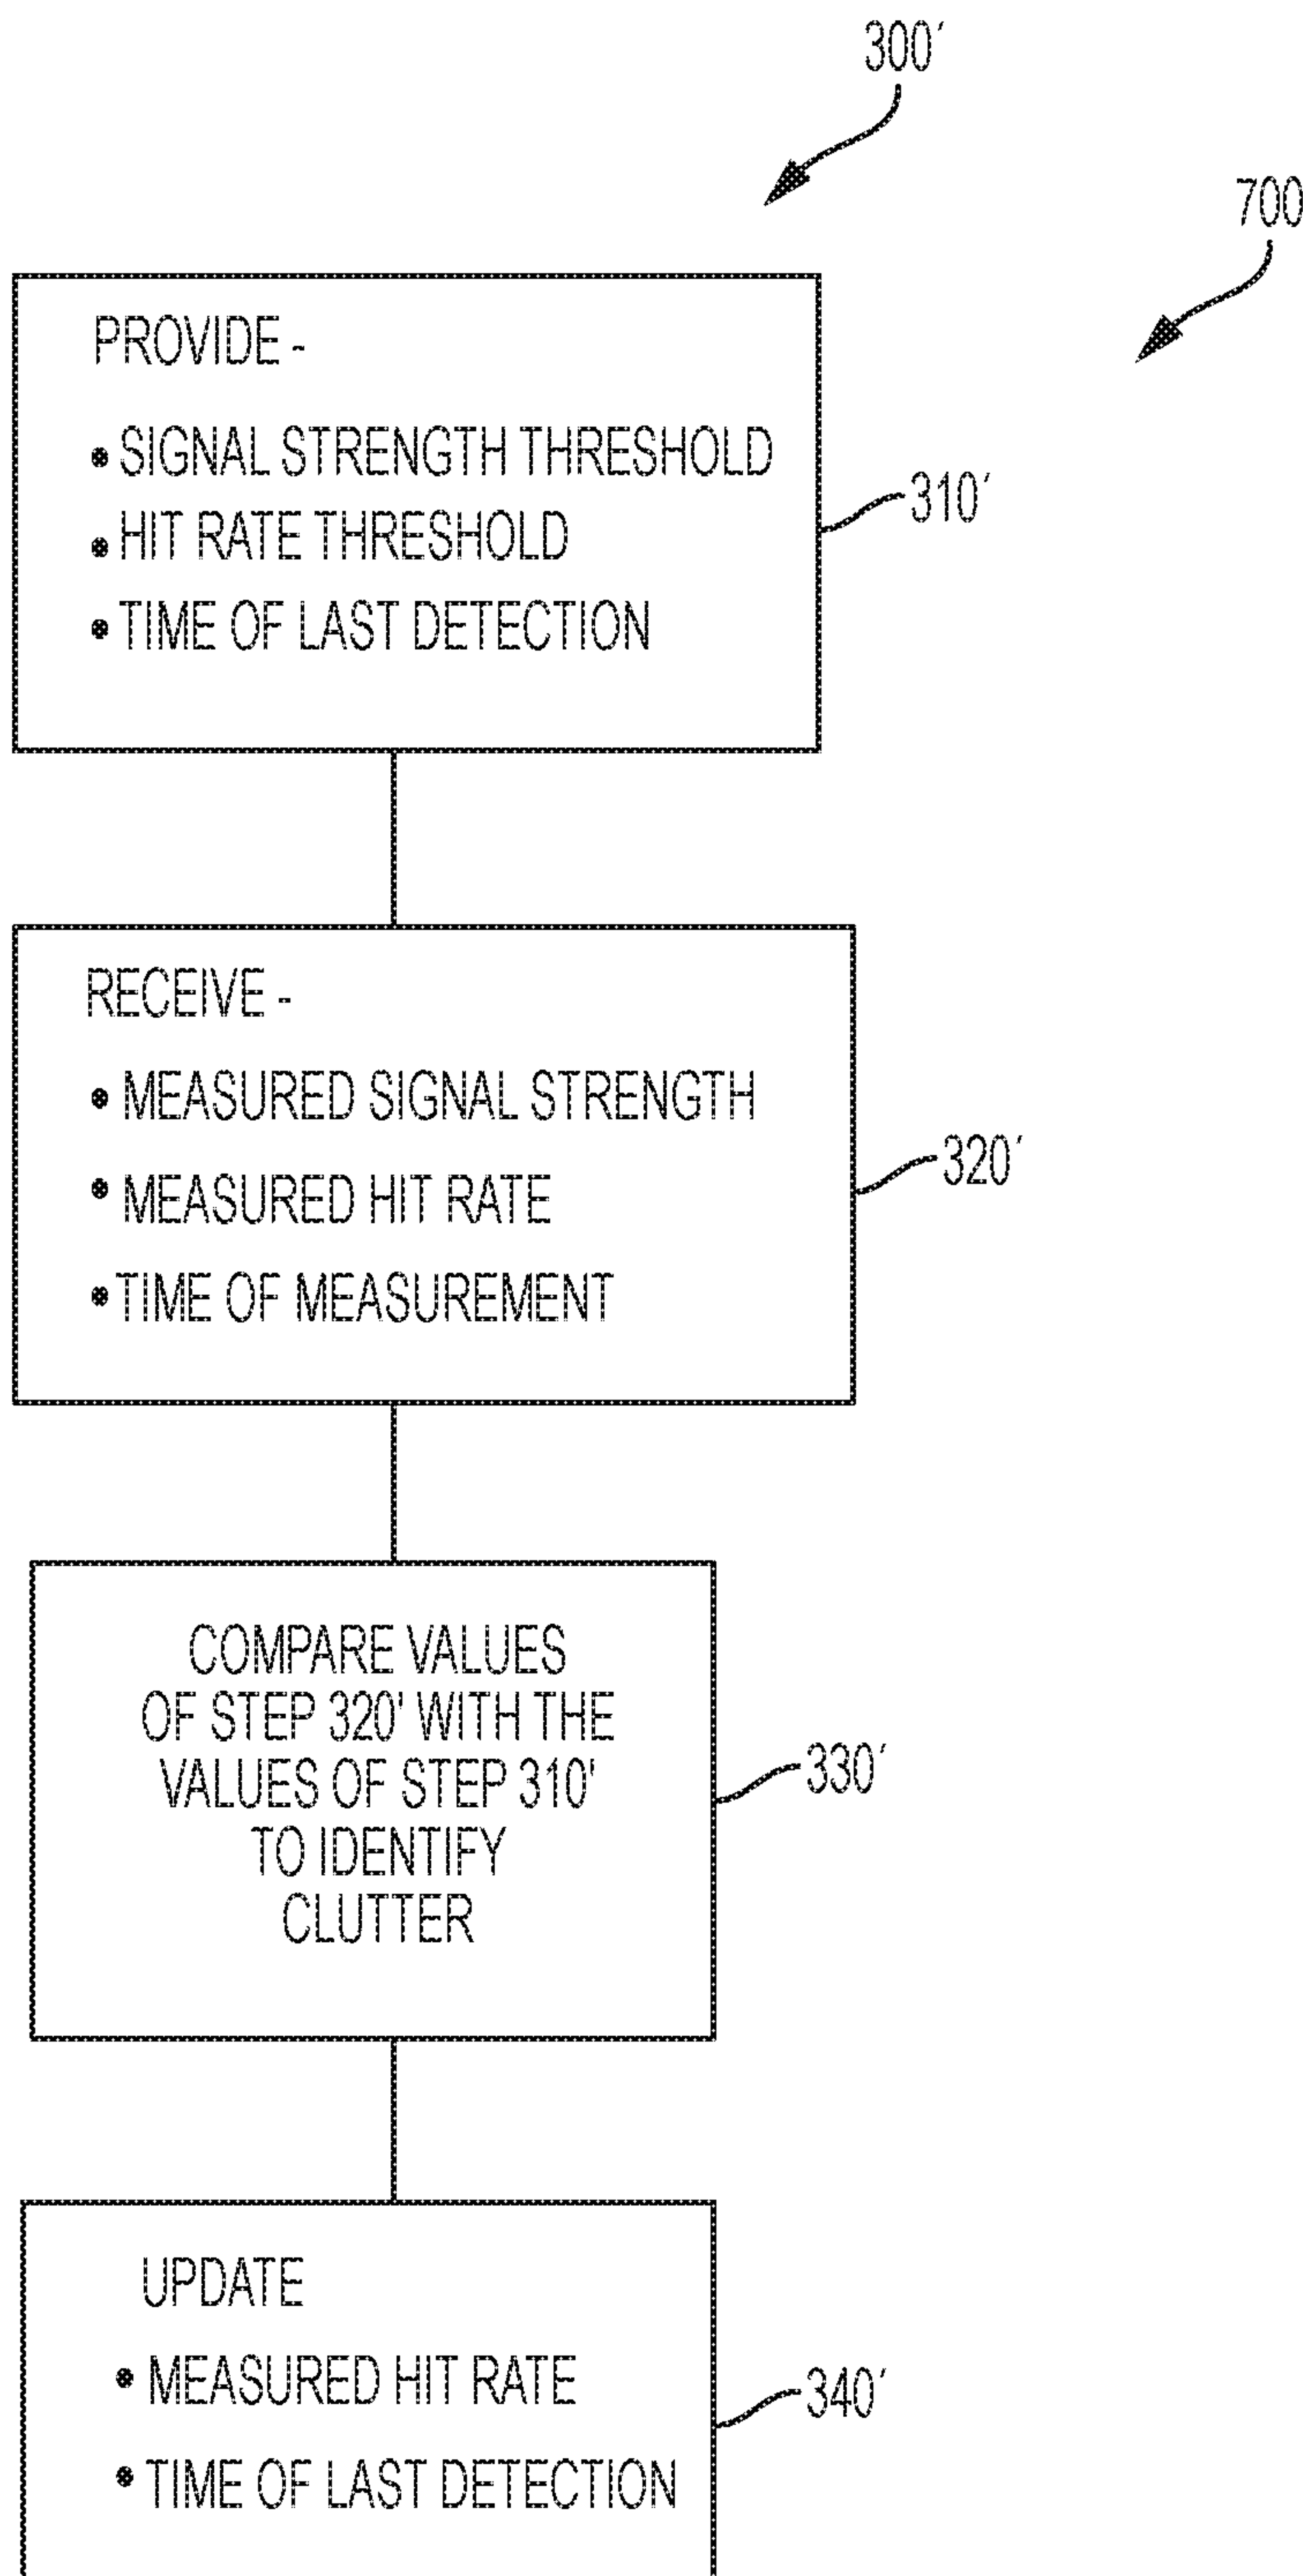 300′
700
PROVIDE -
• SIGNAL STRENGTH THRESHOLD
• HIT RATE THRESHOLD
• TIME OF LAST DETECTION
310′
RECEIVE -
• MEASURED SIGNAL STRENGTH
• MEASURED HIT RATE
• TIME OF MEASUREMENT
320′
COMPARE VALUES
OF STEP 320' WITH THE
VALUES OF STEP 310'
TO IDENTIFY
CLUTTER
330′
UPDATE
• MEASURED HIT RATE
• TIME OF LAST DETECTION
340′